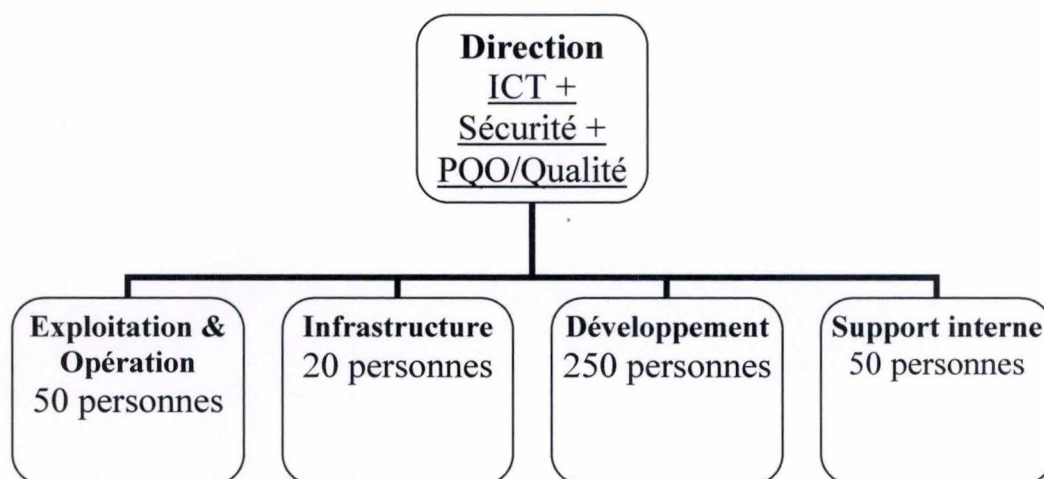 Direction
ICT +
Sécurité +
PQO/Qualité
Exploitation &
Opération
50 personnes
Infrastructure
20 personnes
Développement
250 personnes
Support interne
50 personnes